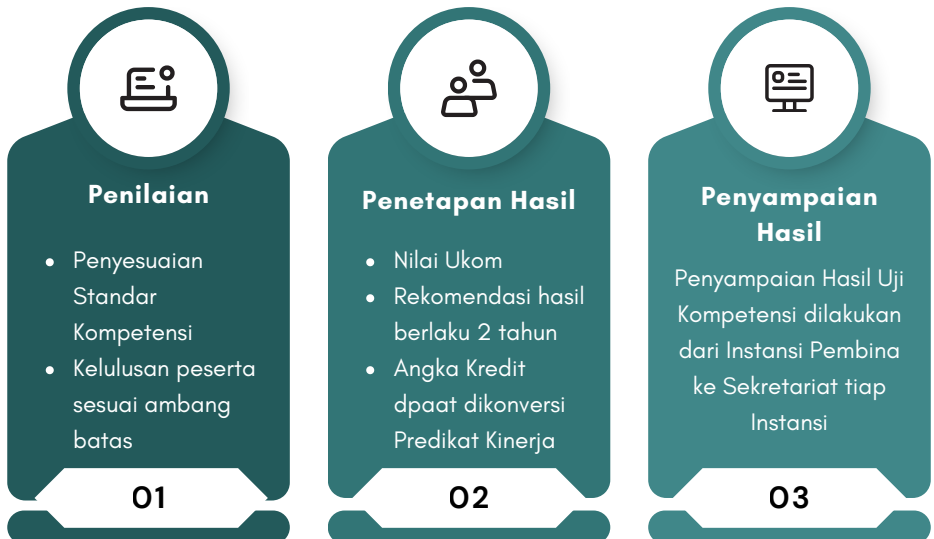 Penilaian
• Penyesuaian
Standar
Kompetensi
• Kelulusan peserta
sesuai ambang
batas
01
Penetapan Hasil
• Nilai Ukom
• Rekomendasi hasil
berlaku 2 tahun
• Angka Kredit
dpaat dikonversi
Predikat Kinerja
02
Penyampaian
Hasil
Penyampaian Hasil Uji
Kompetensi dilakukan
dari Instansi Pembina
ke Sekretariat tiap
Instansi
03